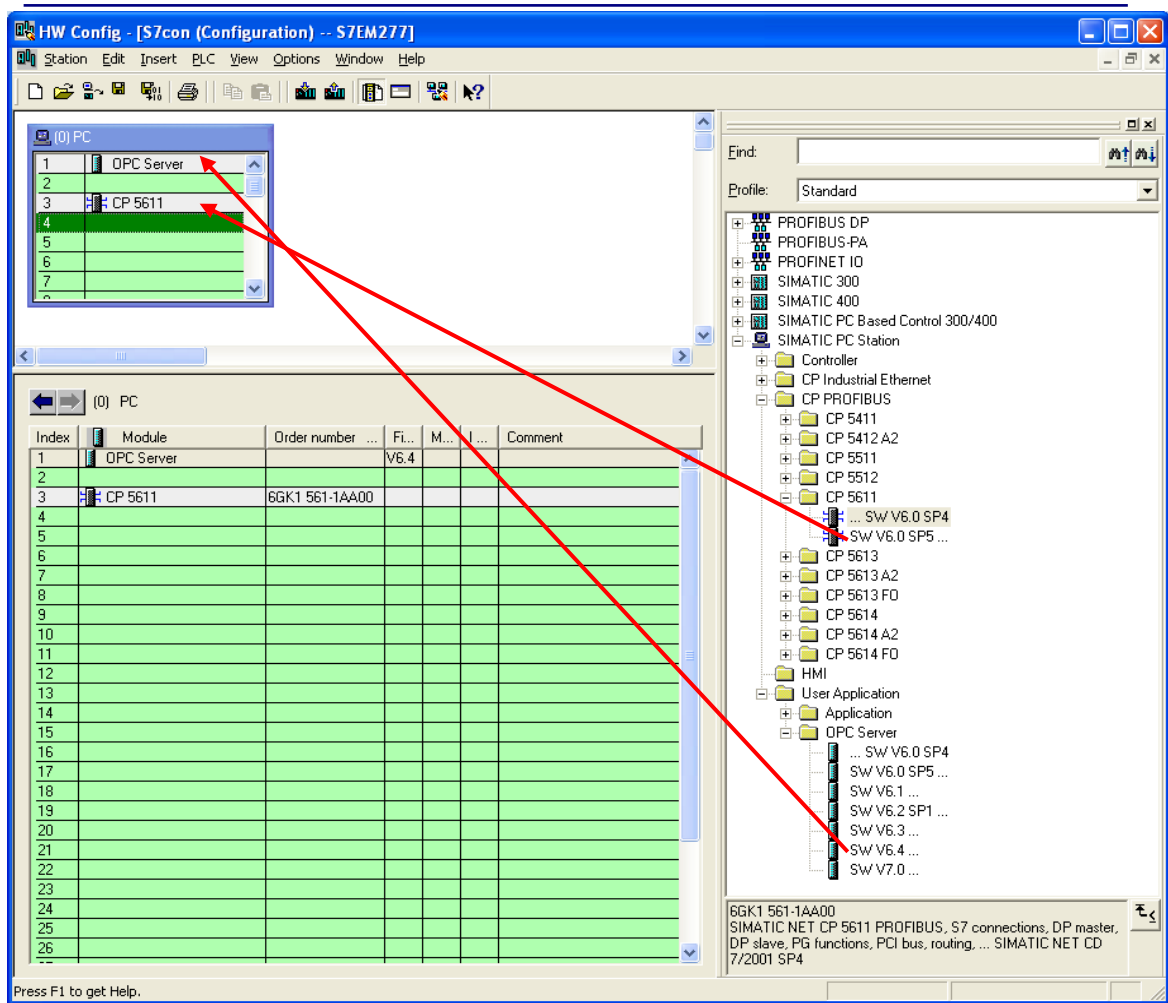 HW Config - [S7con (Configuration) -- S7EM277]
Station Edit Insert PLC View Options Window Help
(0) PC
1 OPC Server
2
3 CP 5611
4
5
6
7
(0) PC
Index Module Order number ... Fi... M... I ... Comment
1 OPC Server V6.4
2
3 CP 5611 6GK1 561-1AA00
4
5
6
7
8
9
10
11
12
13
14
15
16
17
18
19
20
21
22
23
24
25
26
Find:
Profile: Standard
PROFIBUS DP
PROFIBUS-PA
PROFINET IO
SIMATIC 300
SIMATIC 400
SIMATIC PC Based Control 300/400
SIMATIC PC Station
Controller
CP Industrial Ethernet
CP PROFIBUS
CP 5411
CP 5412 A2
CP 5511
CP 5512
CP 5611
... SW V6.0 SP4
SW V6.0 SP5 ...
CP 5613
CP 5613 A2
CP 5613 FO
CP 5614
CP 5614 A2
CP 5614 FO
HMI
User Application
Application
OPC Server
... SW V6.0 SP4
SW V6.0 SP5 ...
SW V6.1 ...
SW V6.2 SP1 ...
SW V6.3 ...
SW V6.4 ...
SW V7.0 ...
6GK1 561-1AA00
SIMATIC NET CP 5611 PROFIBUS, S7 connections, DP master,
DP slave, PG functions, PCI bus, routing, ... SIMATIC NET CD
7/2001 SP4
Press F1 to get Help.